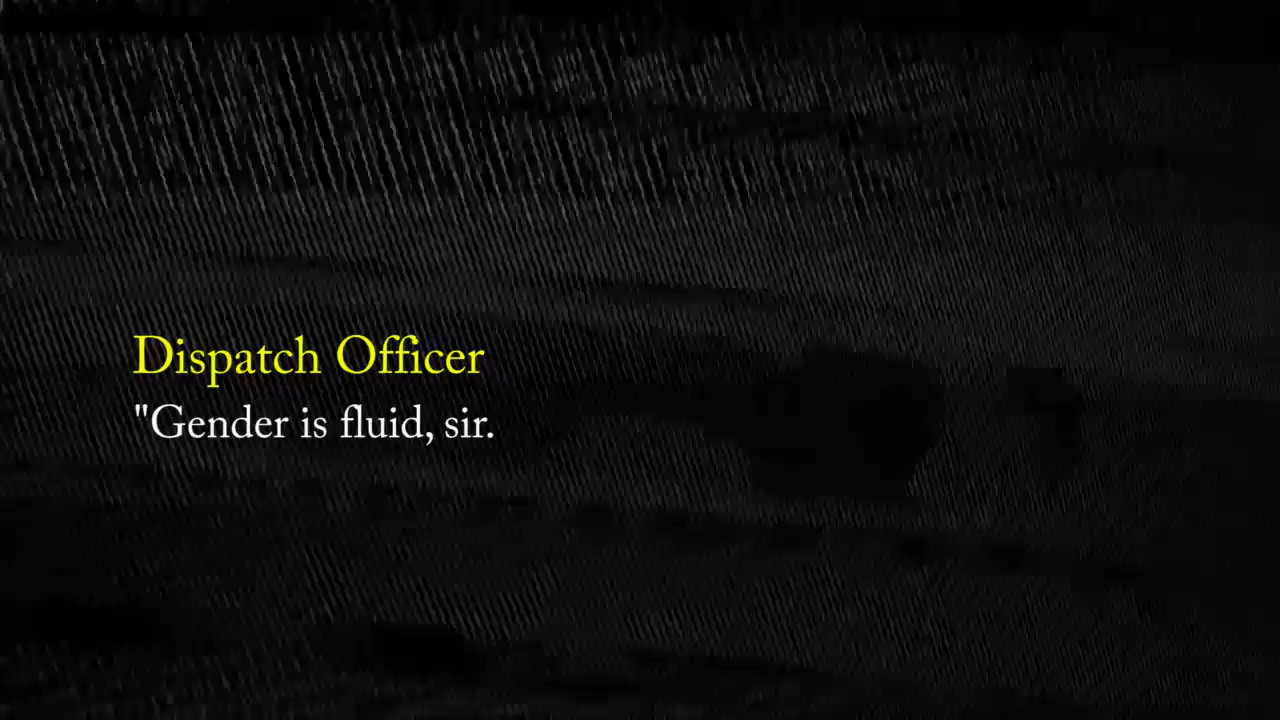 Dispatch Officer
"Gender is fluid, sir.